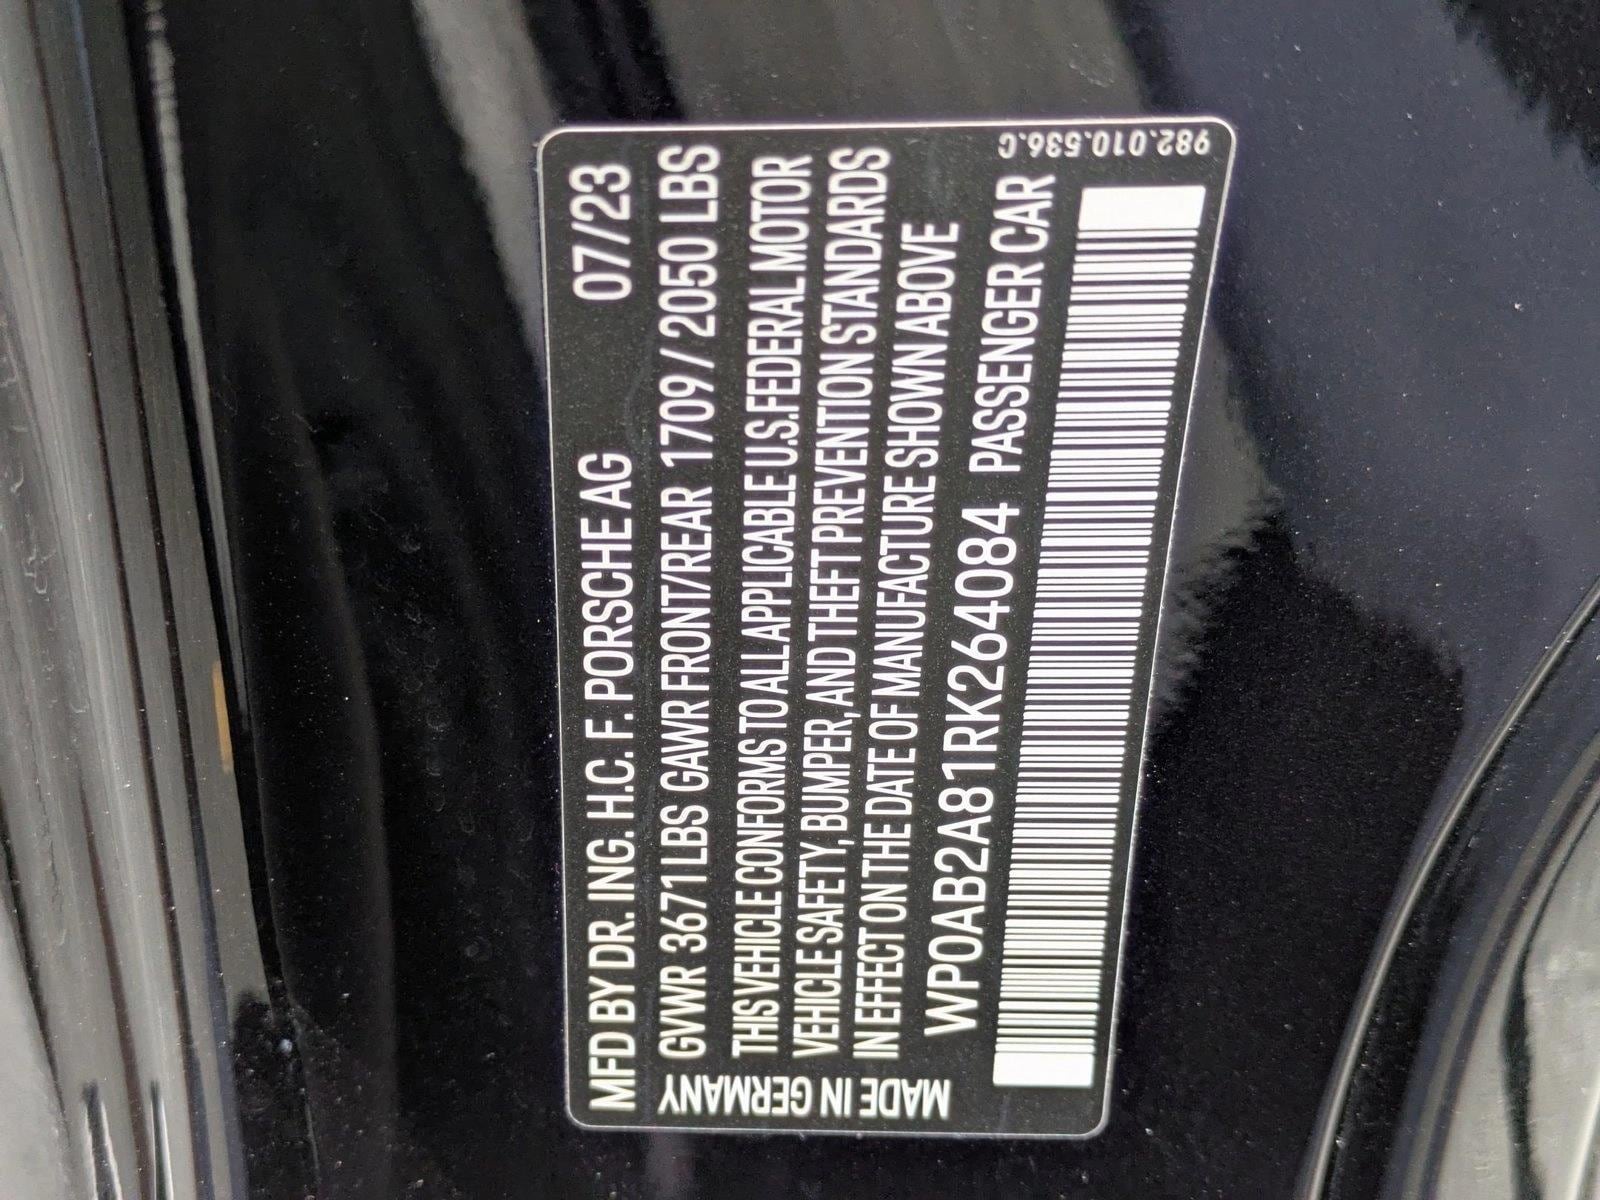 MFD BY DR. ING. H.C. F. PORSCHE AG 07/23
GVWR 3671 LBS GAWR FRONT/REAR 1709/2050 LBS
THIS VEHICLE CONFORMS TO ALL APPLICABLE U.S. FEDERAL MOTOR
VEHICLE SAFETY, BUMPER, AND THEFT PREVENTION STANDARDS
IN EFFECT ON THE DATE OF MANUFACTURE SHOWN ABOVE
WP0AB2A81RK264084 PASSENGER CAR
MADE IN GERMANY
982.010.536.C